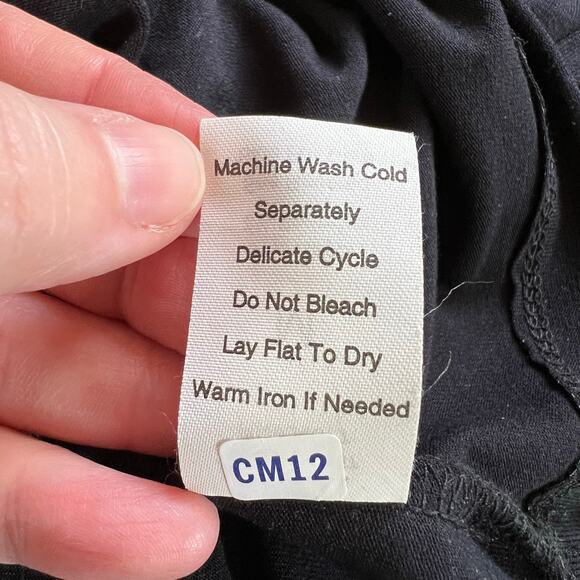 Machine Wash Cold
Separately
Delicate Cycle
Do Not Bleach
Lay Flat To Dry
Warm Iron If Needed
CM12